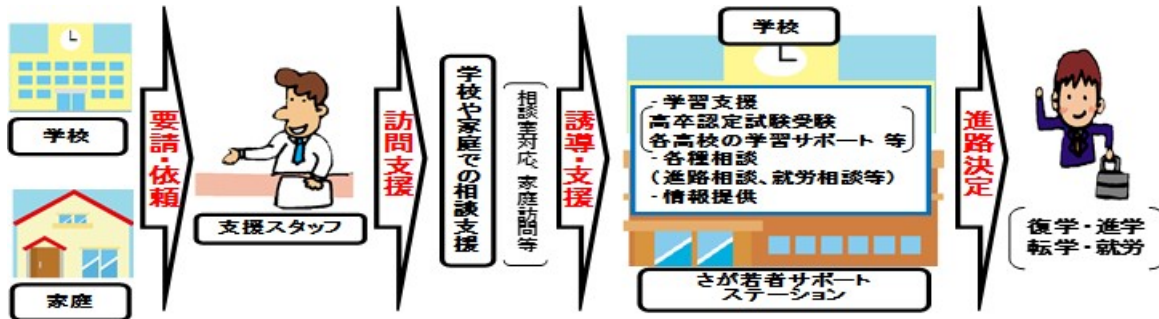 学校
家庭
要請・依頼
支援スタッフ
訪問支援
学校や家庭での相談支援
相談室対応、家庭訪問等
誘導・支援
学校
・学習支援
高卒認定試験受験
各高校の学習サポート 等
・各種相談
(進路相談、就労相談等)
・情報提供
さが若者サポート
ステーション
進路決定
復学・進学
転学・就労